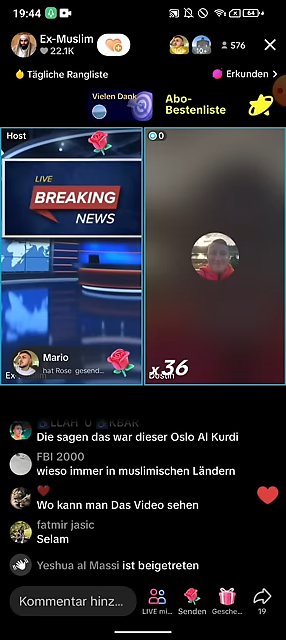 19:44
Ex-Muslim
22.1K
10+
576
Tägliche Rangliste
Erkunden >
Vielen Dank
Abo-
Bestenliste
Host
0
LIVE
BREAKING
NEWS
Mario
hat Rose gesend...
x36
Ex
Dostin
Die sagen das war dieser Oslo Al Kurdi
FBI 2000
wieso immer in muslimischen Ländern
Wo kann man Das Video sehen
fatmir jasic
Selam
Yeshua al Massi ist beigetreten
Kommentar hinz...
LIVE mi...
Senden
Gesche...
19